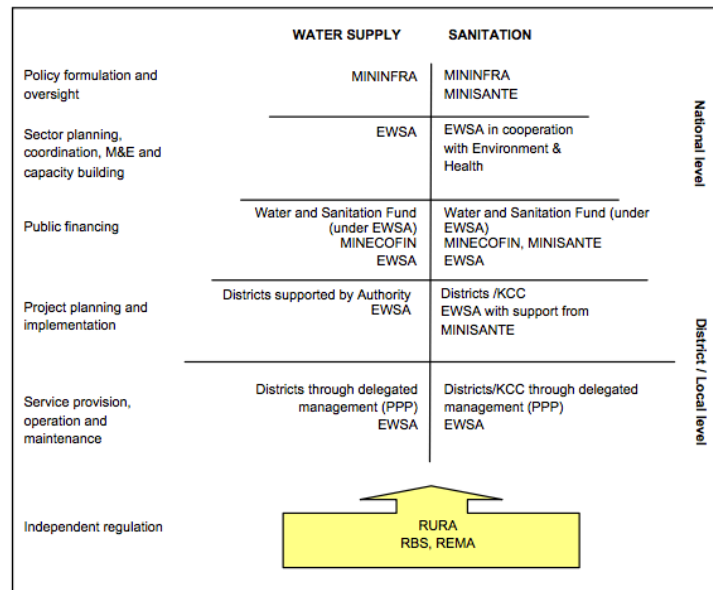 WATER SUPPLY SANITATION
Policy formulation and
oversight
MININFRA
MININFRA
MINISANTE
Sector planning,
coordination, M&E and
capacity building
EWSA
EWSA in cooperation
with Environment &
Health
Public financing
Water and Sanitation Fund
(under EWSA)
MINECOFIN
EWSA
Water and Sanitation Fund (under
EWSA)
MINECOFIN, MINISANTE
EWSA
National level
Project planning and
implementation
Districts supported by Authority
EWSA
Districts /KCC
EWSA with support from
MINISANTE
Service provision,
operation and
maintenance
Districts through delegated
management (PPP)
EWSA
Districts/KCC through delegated
management (PPP)
EWSA
District / Local level
Independent regulation
RURA
RBS, REMA